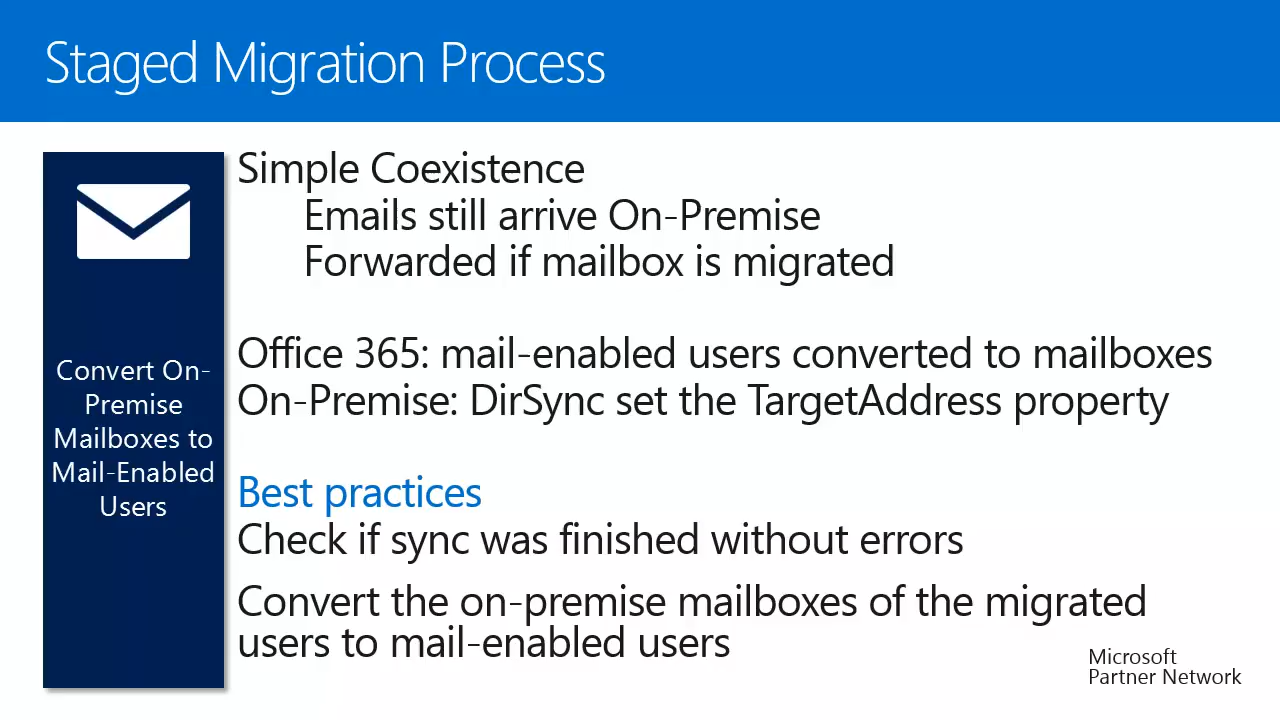 Staged Migration Process
Convert On-
Premise
Mailboxes to
Mail-Enabled
Users
Simple Coexistence
Emails still arrive On-Premise
Forwarded if mailbox is migrated
Office 365: mail-enabled users converted to mailboxes
On-Premise: DirSync set the TargetAddress property
Best practices
Check if sync was finished without errors
Convert the on-premise mailboxes of the migrated
users to mail-enabled users
Microsoft
Partner Network